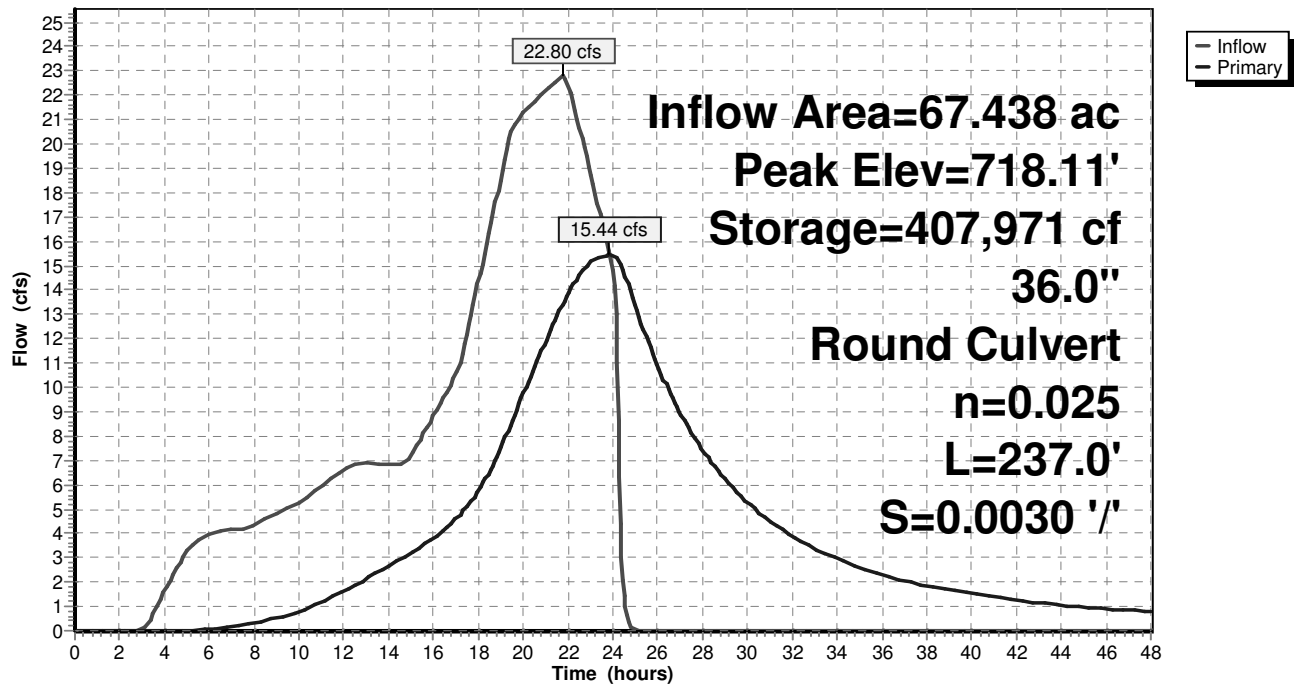 25
24
23
22
21
20
19
18
17
16
15
14
13
12
11
10
9
8
7
6
5
4
3
2
1
0
Flow (cfs)
22.80 cfs
15.44 cfs
Inflow Area=67.438 ac
Peak Elev=718.11'
Storage=407,971 cf
36.0"
Round Culvert
n=0.025
L=237.0'
S=0.0030 '/'
Inflow
Primary
0 2 4 6 8 10 12 14 16 18 20 22 24 26 28 30 32 34 36 38 40 42 44 46 48
Time (hours)